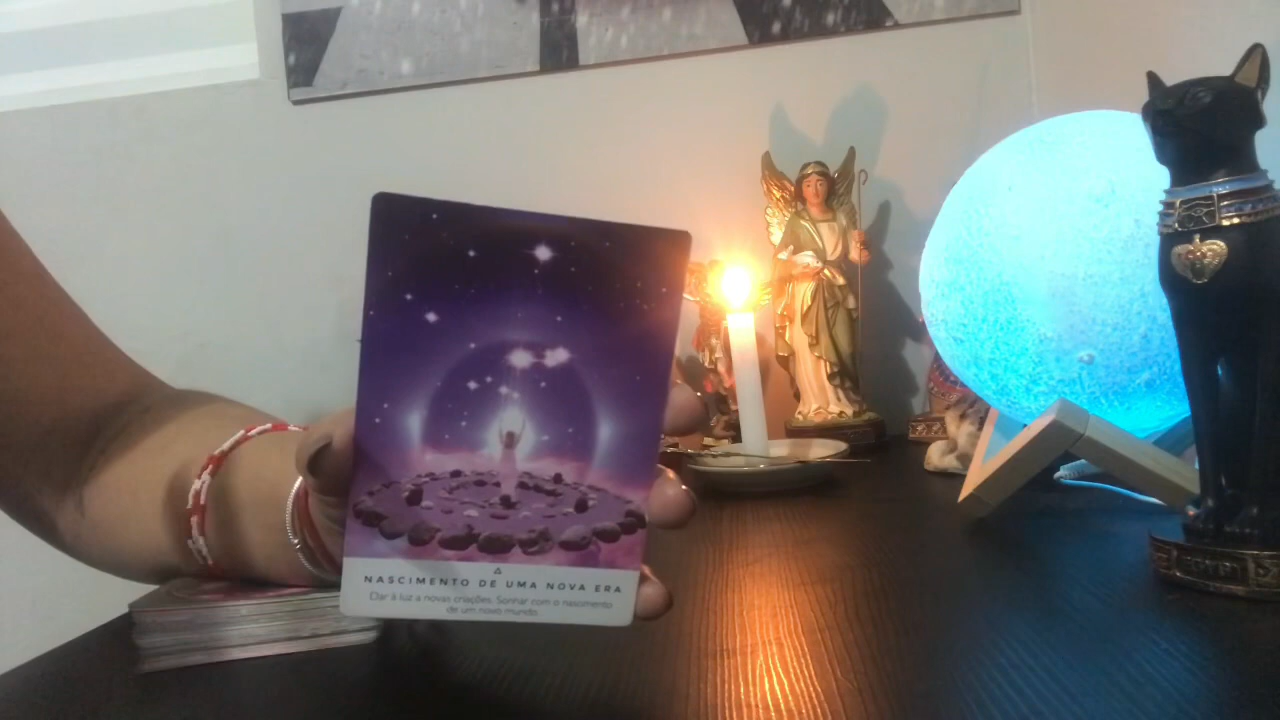 NASCIMENTO DE UMA NOVA ERA
Dar à luz a novas criações. Sonhar com o nascimento
de um novo mundo.